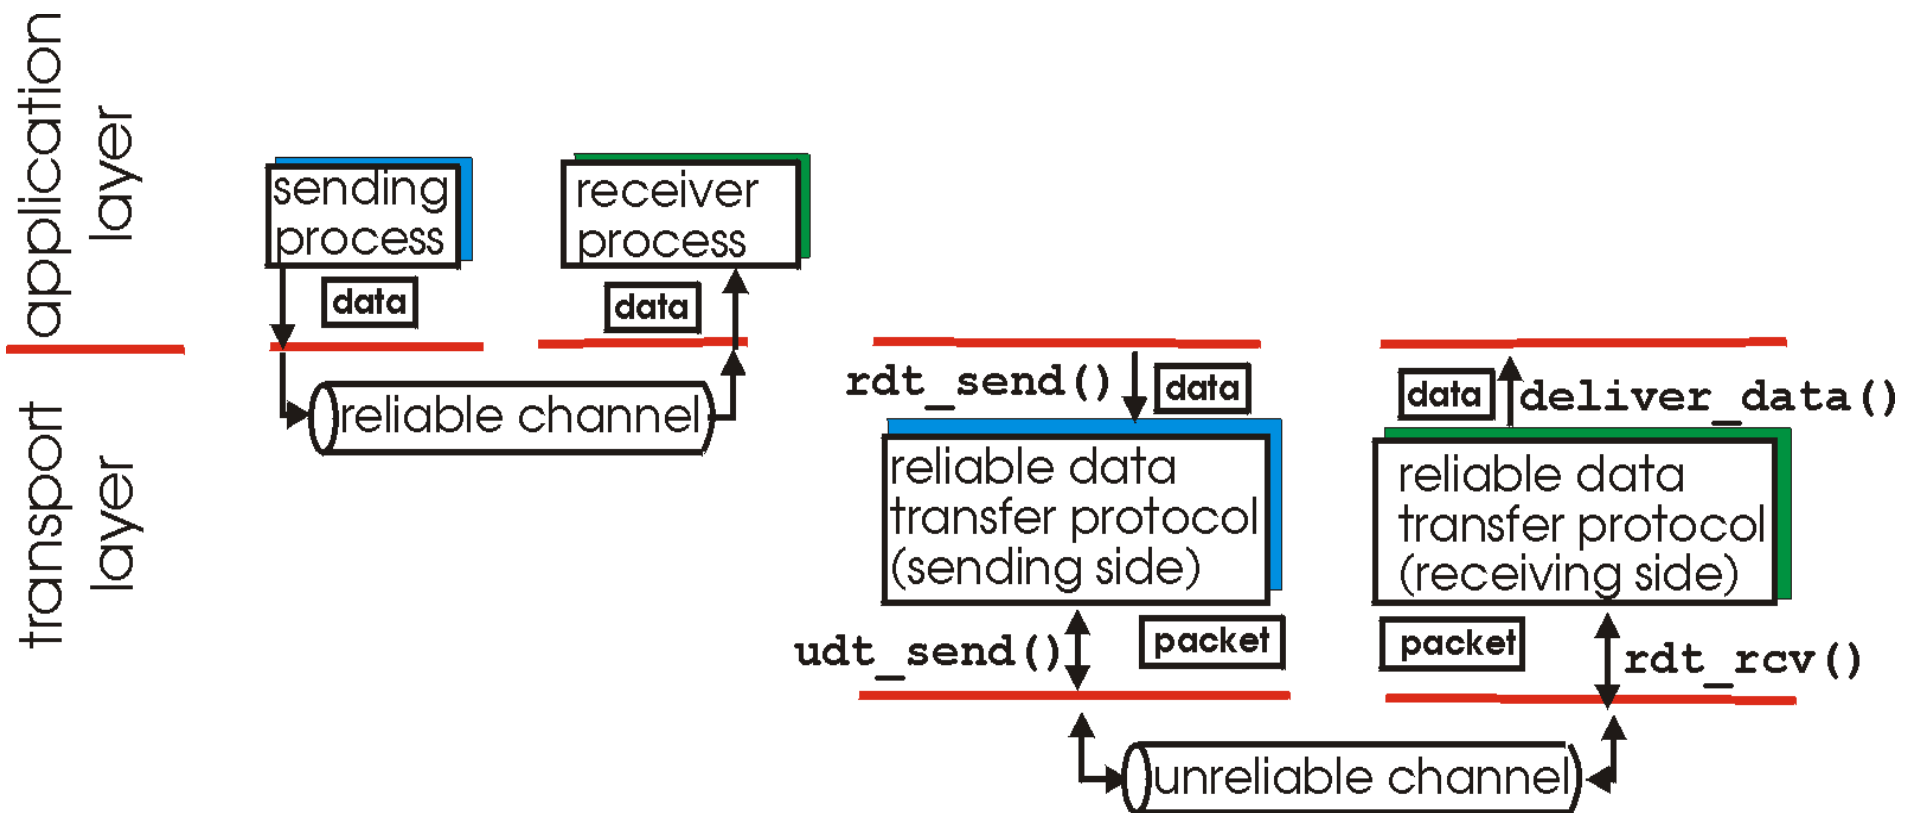 application
layer
transport
layer
sending
process
receiver
process
data
data
reliable channel
rdt_send()
data
data
deliver_data()
reliable data
transfer protocol
(sending side)
reliable data
transfer protocol
(receiving side)
udt_send()
packet
packet
rdt_rcv()
unreliable channel